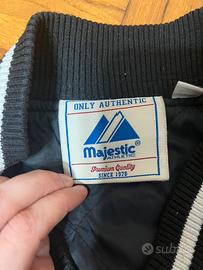 ONLY AUTHENTIC
Majestic®
ATHLETIC
Premium Quality
SINCE 1976
subito